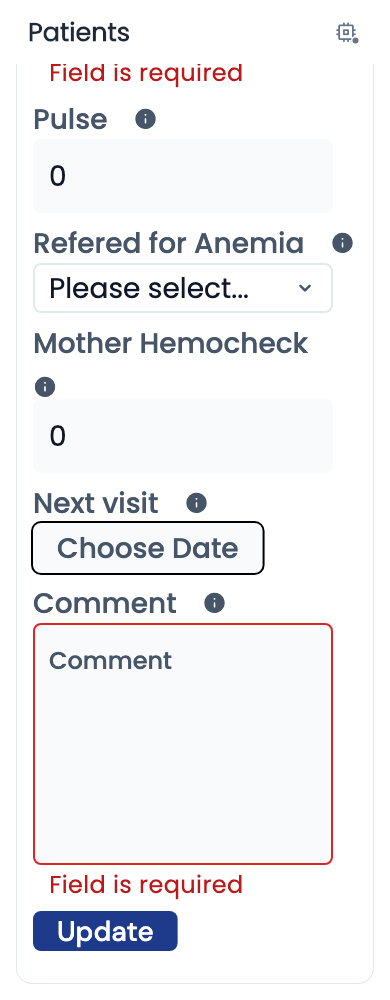 Patients
Field is required
Pulse
0
Refered for Anemia
Please select...
Mother Hemocheck
0
Next visit
Choose Date
Comment
Comment
Field is required
Update